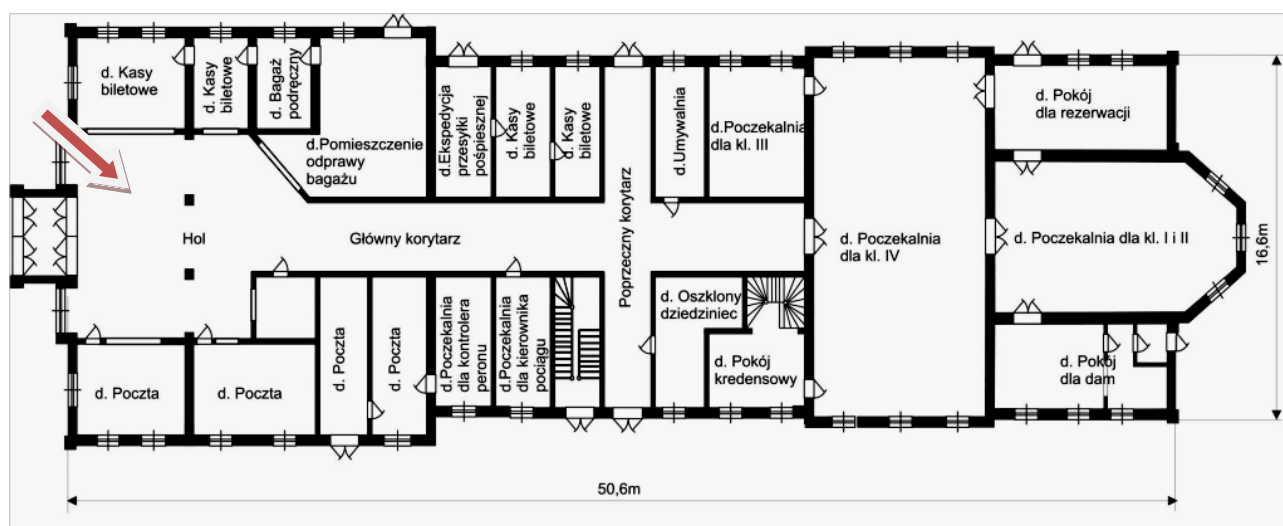 d. Kasy
biletowe
d. Kasy
biletowe
d. Bagaż
podręczny
d.Pomieszczenie
odprawy
bagażu
d.Ekspedycja
przesyłki
pośpiesznej
d. Kasy
biletowe
d. Kasy
biletowe
d.Umywalnia
d.Poczekalnia
dla kl. III
d. Pokój
dla rezerwacji
Hol
Główny korytarz
Poprzeczny korytarz
d. Poczekalnia
dla kl. IV
d. Poczekalnia dla kl. I i II
16,6m
d. Poczta
d. Poczta
d. Poczta
d. Poczta
d.Poczekalnia
dla kontrolera
peronu
d.Poczekalnia
dla kierownika
pociągu
d. Oszklony
dziedziniec
d. Pokój
kredensowy
d. Pokój
dla dam
50,6m